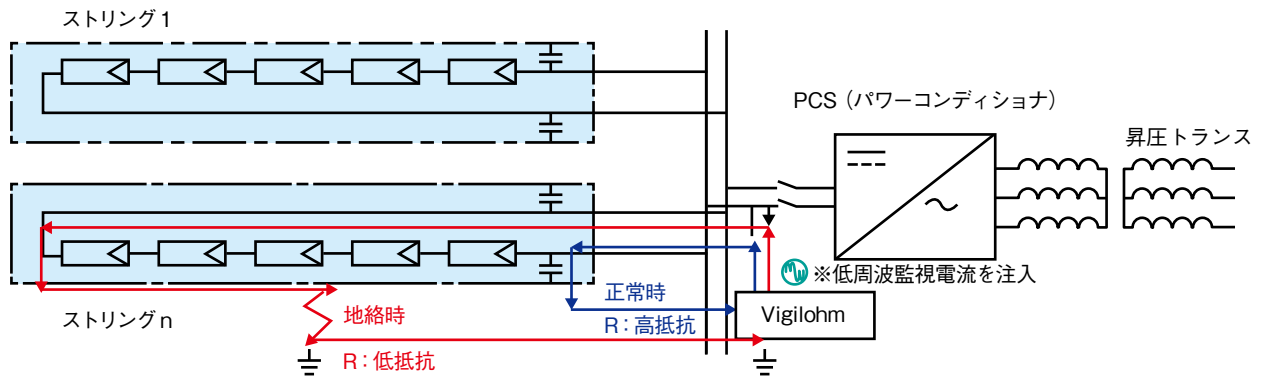 ストリング1
PCS（パワーコンディショナ）
昇圧トランス
※低周波監視電流を注入
正常時
R：高抵抗
Vigilohm
ストリングn
地絡時
R：低抵抗